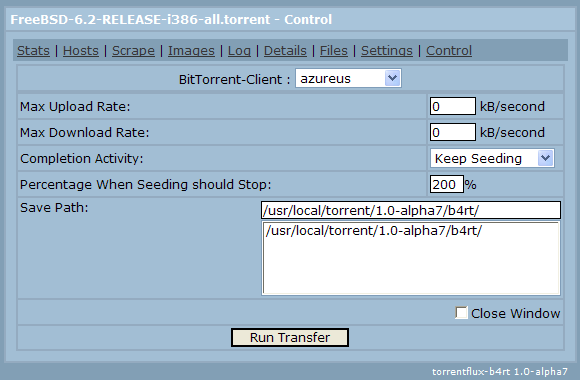 FreeBSD-6.2-RELEASE-i386-all.torrent - Control
Stats | Hosts | Scrape | Images | Log | Details | Files | Settings | Control
BitTorrent-Client : azureus
Max Upload Rate: 0 kB/second
Max Download Rate: 0 kB/second
Completion Activity: Keep Seeding
Percentage When Seeding should Stop: 200 %
Save Path: /usr/local/torrent/1.0-alpha7/b4rt/
/usr/local/torrent/1.0-alpha7/b4rt/
Close Window
Run Transfer
torrentflux-b4rt 1.0-alpha7